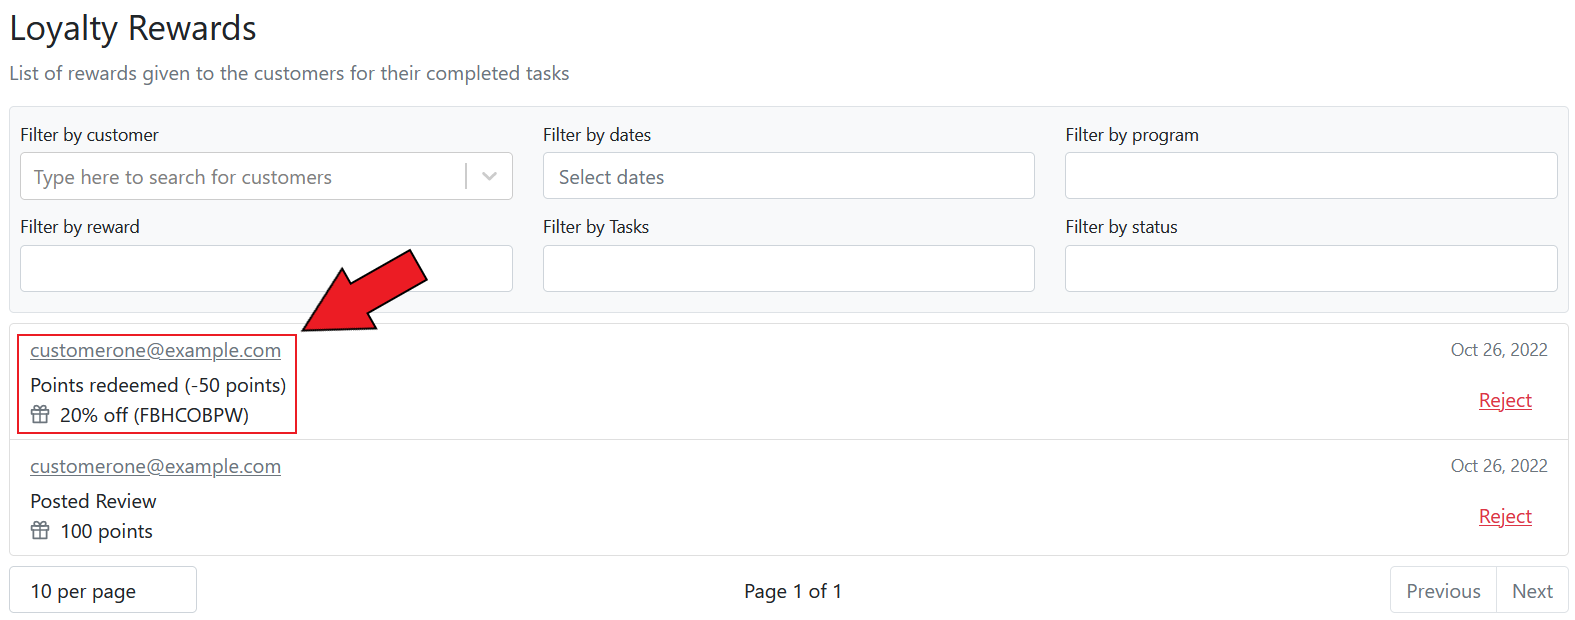 Loyalty Rewards
List of rewards given to the customers for their completed tasks
Filter by customer
Filter by dates
Filter by program
Type here to search for customers
Select dates
Filter by reward
Filter by Tasks
Filter by status
customerone@example.com
Oct 26, 2022
Points redeemed (-50 points)
20% off (FBHCOBPW)
Reject
customerone@example.com
Oct 26, 2022
Posted Review
100 points
Reject
10 per page
Page 1 of 1
Previous
Next